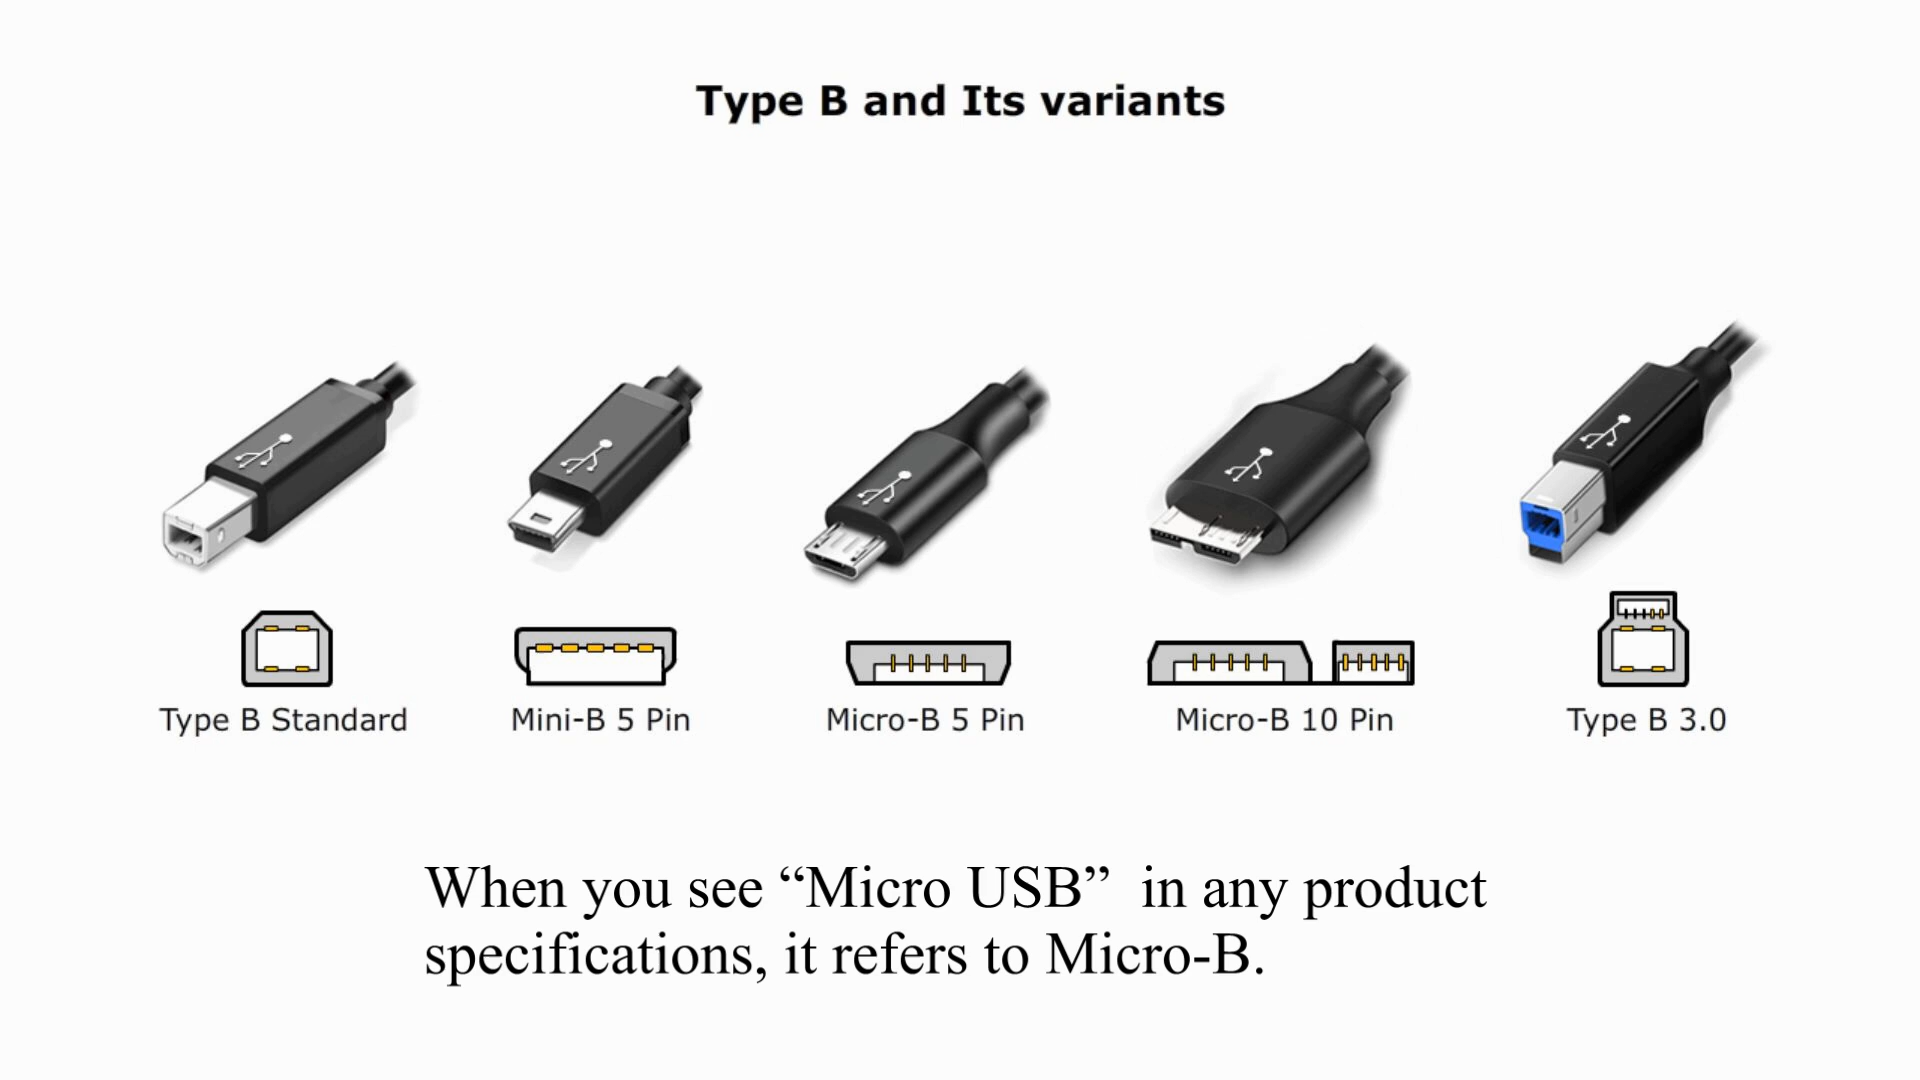 Type B and Its variants
Type B Standard
Mini-B 5 Pin
Micro-B 5 Pin
Micro-B 10 Pin
Type B 3.0
When you see “Micro USB”  in any product
specifications, it refers to Micro-B.